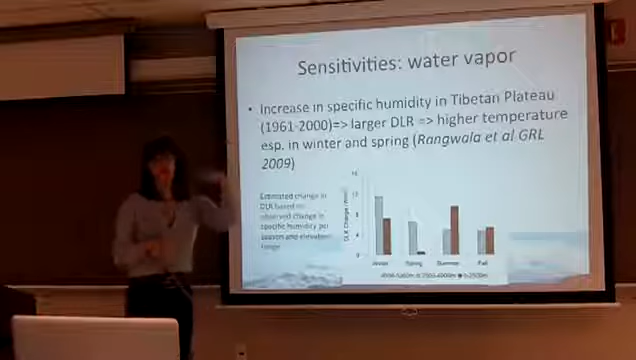 Sensitivities: water vapor
• Increase in specific humidity in Tibetan Plateau
(1961-2000)=> larger DLR => higher temperature
esp. in winter and spring (Rangwala et al GRL
2009)
Estimated change in
DLR based on
observed change in
specific humidity per
season and elevation
range
DLR Change
Winter Spring Summer Fall